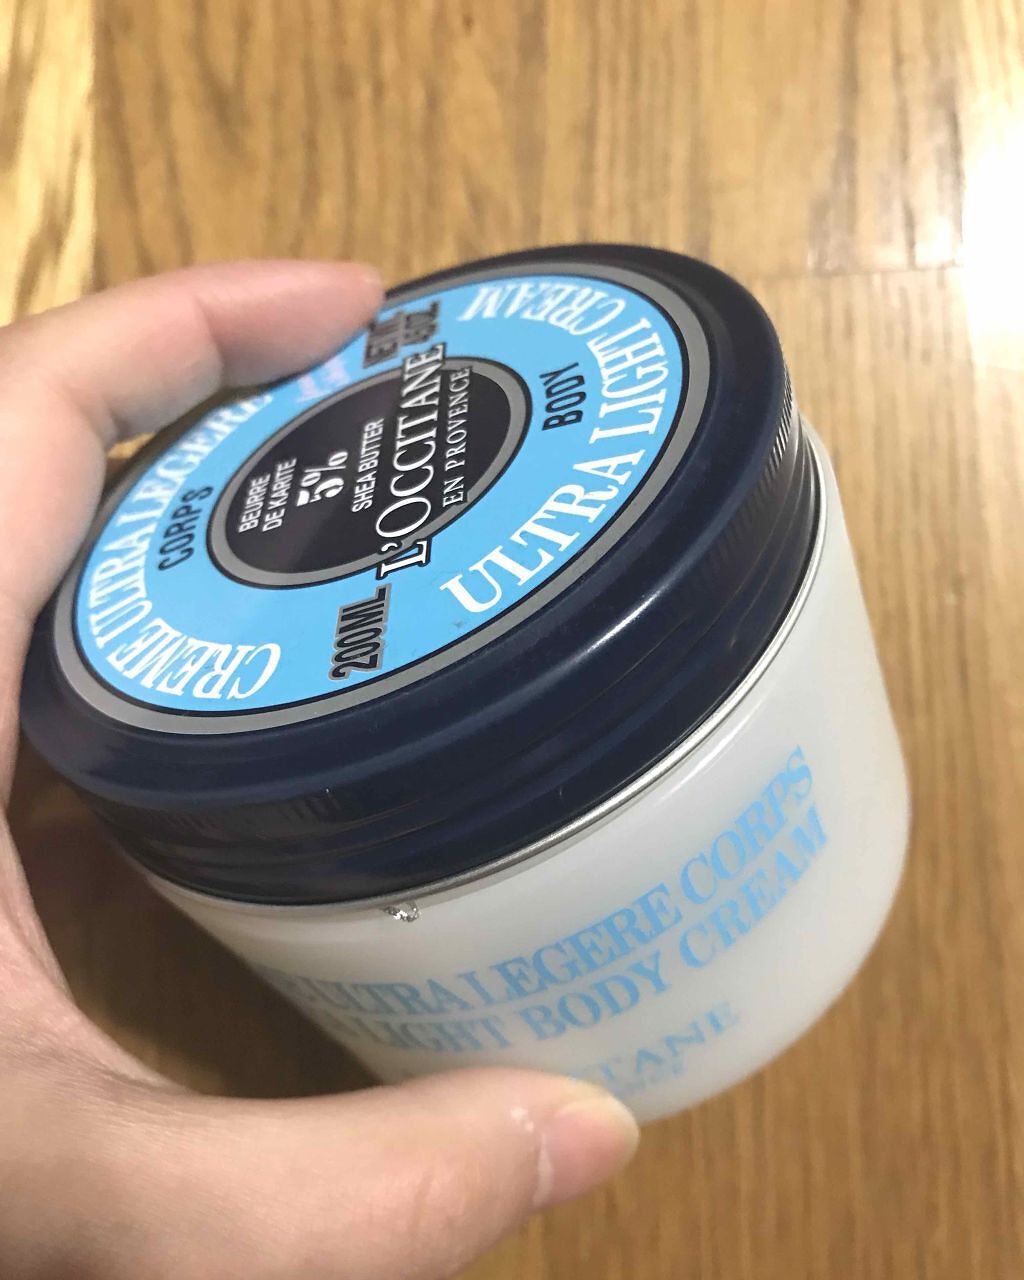 CREME ULTRA LEGERE
CORPS
BEURRE
DE KARITE
5%
SHEA BUTTER
L'OCCITANE
EN PROVENCE
200ML
BODY
ULTRA LIGHT CREAM
ULTRA LEGERE CORPS
LIGHT BODY CREAM